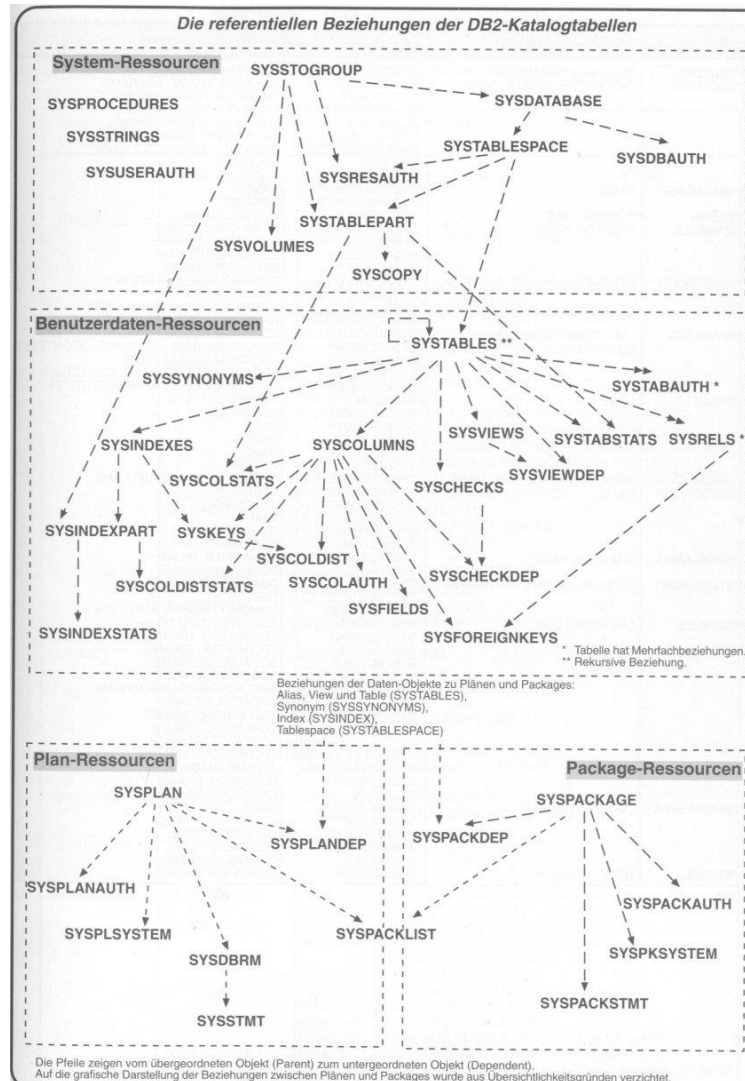 Die referentiellen Beziehungen der DB2-Katalogtabellen
System-Ressourcen
SYSSTOGROUP
SYSPROCEDURES
SYSDATABASE
SYSSTRINGS
SYSTABLESPACE
SYSDBAUTH
SYSUSERAUTH
SYSRESAUTH
SYSTABLEPART
SYSVOLUMES
SYSCOPY
Benutzerdaten-Ressourcen
SYSTABLES **
SYSSYNONYMS
SYSTABAUTH *
SYSINDEXES
SYSCOLUMNS
SYSVIEWS
SYSTABSTATS
SYSRELS *
SYSCOLSTATS
SYSCHECKS
SYSVIEWDEP
SYSINDEXPART
SYSKEYS
SYSCOLDIST
SYSCOLDISTSTATS
SYSCOLAUTH
SYSCHECKDEP
SYSFIELDS
SYSINDEXSTATS
SYSFOREIGNKEYS
* Tabelle hat Mehrfachbeziehungen.
** Rekursive Beziehung.
Beziehungen der Daten-Objekte zu Plänen und Packages:
Alias, View und Table (SYSTABLES),
Synonym (SYSSYNONYMS),
Index (SYSINDEX),
Tablespace (SYSTABLESPACE)
Plan-Ressourcen
Package-Ressourcen
SYSPLAN
SYSPACKAGE
SYSPLANDEP
SYSPACKDEP
SYSPLANAUTH
SYSPACKAUTH
SYSPLSYSTEM
SYSPACKLIST
SYSDBRM
SYSPKSYSTEM
SYSSTMT
SYSPACKSTMT
Die Pfeile zeigen vom übergeordneten Objekt (Parent) zum untergeordneten Objekt (Dependent).
Auf die grafische Darstellung der Beziehungen zwischen Plänen und Packages wurde aus Übersichtlichkeitsgründen verzichtet